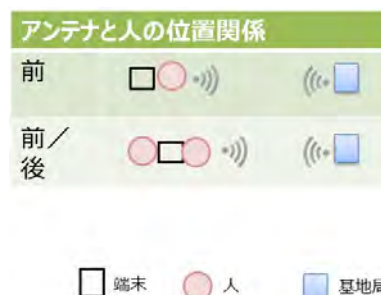 アンテナと人の位置関係
前
前／
後
端末 人 基地局